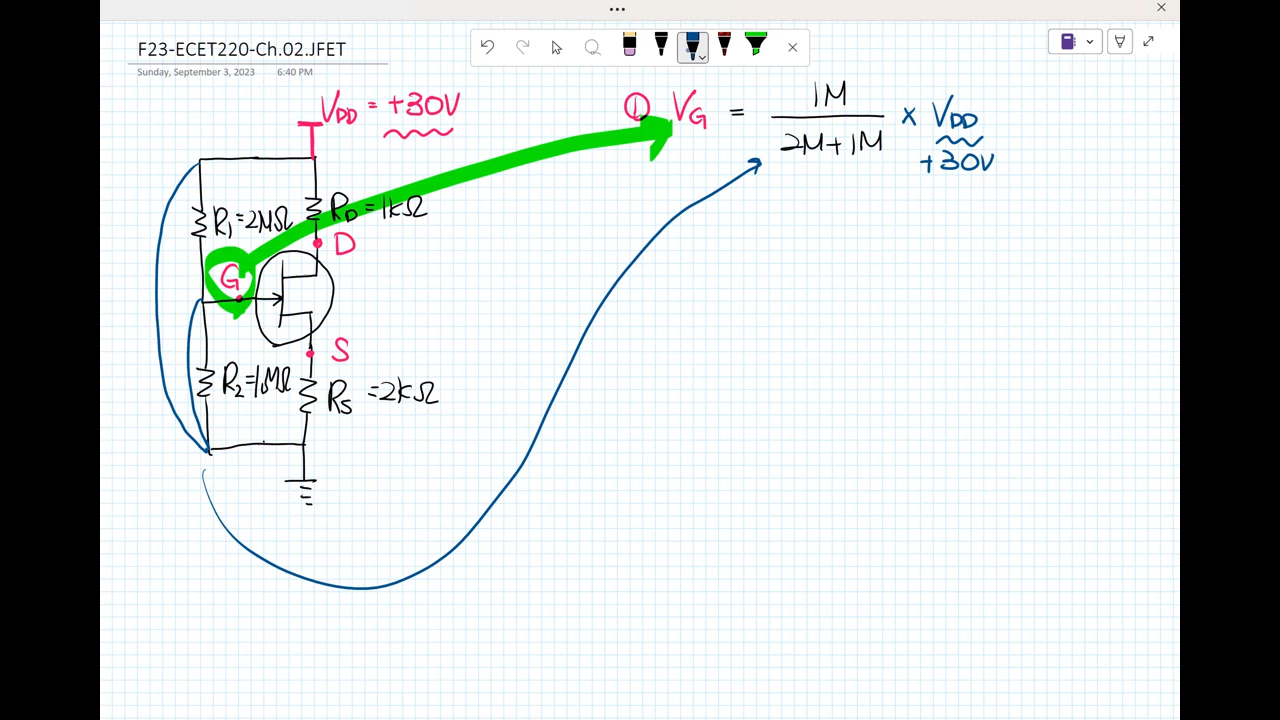 F23-ECET220-Ch.02.JFET
Sunday, September 3, 2023 6:40 PM
VDD = +30V
① VG = 1M / 2M + 1M × VDD
+30V
R1=2MΩ
RD=1kΩ
D
G
S
R2=1MΩ
RS=2kΩ